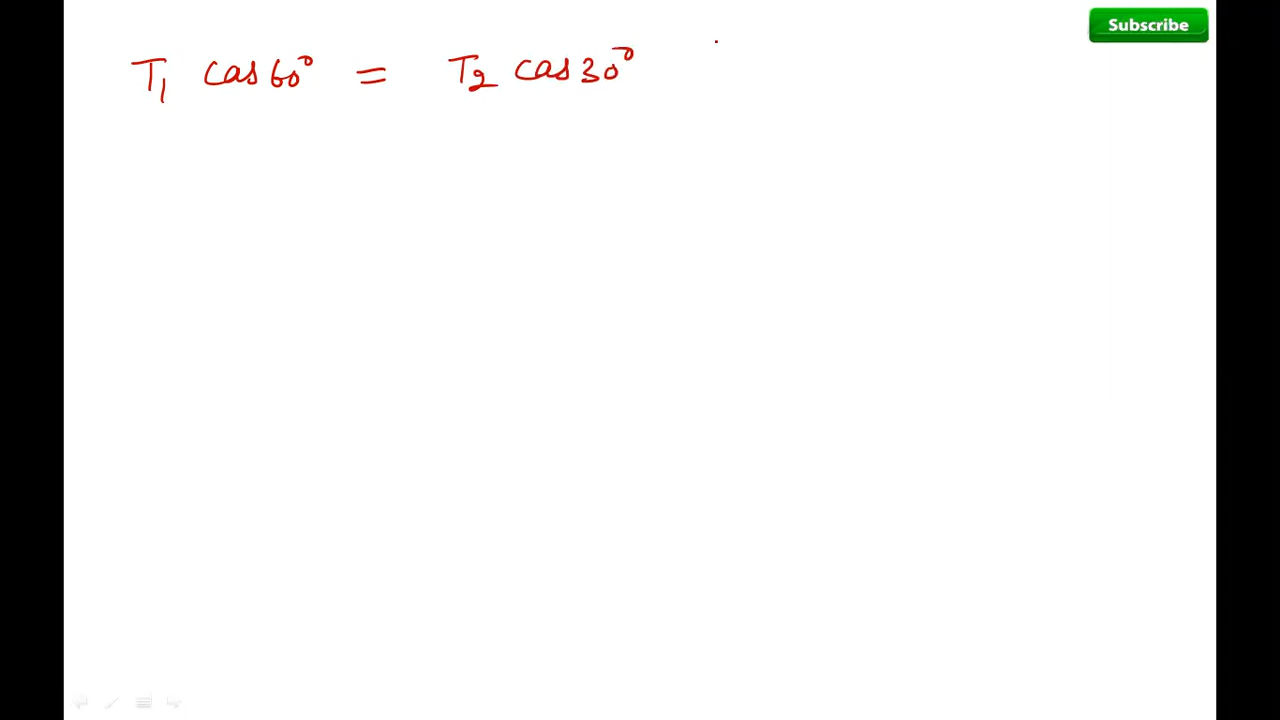 Subscribe
T₁ cos 60° = T₂ cos 30°